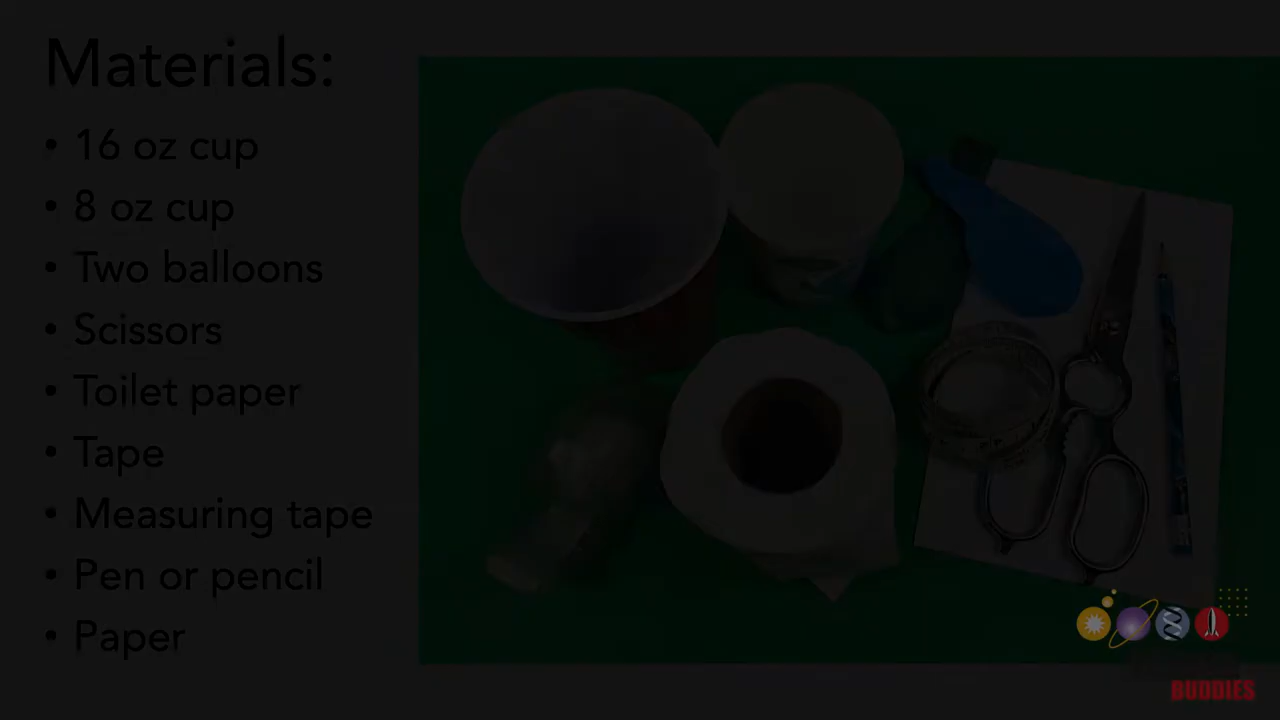 Materials:
• 16 oz cup
• 8 oz cup
• Two balloons
• Scissors
• Toilet paper
• Tape
• Measuring tape
• Pen or pencil
• Paper
BUDDIES